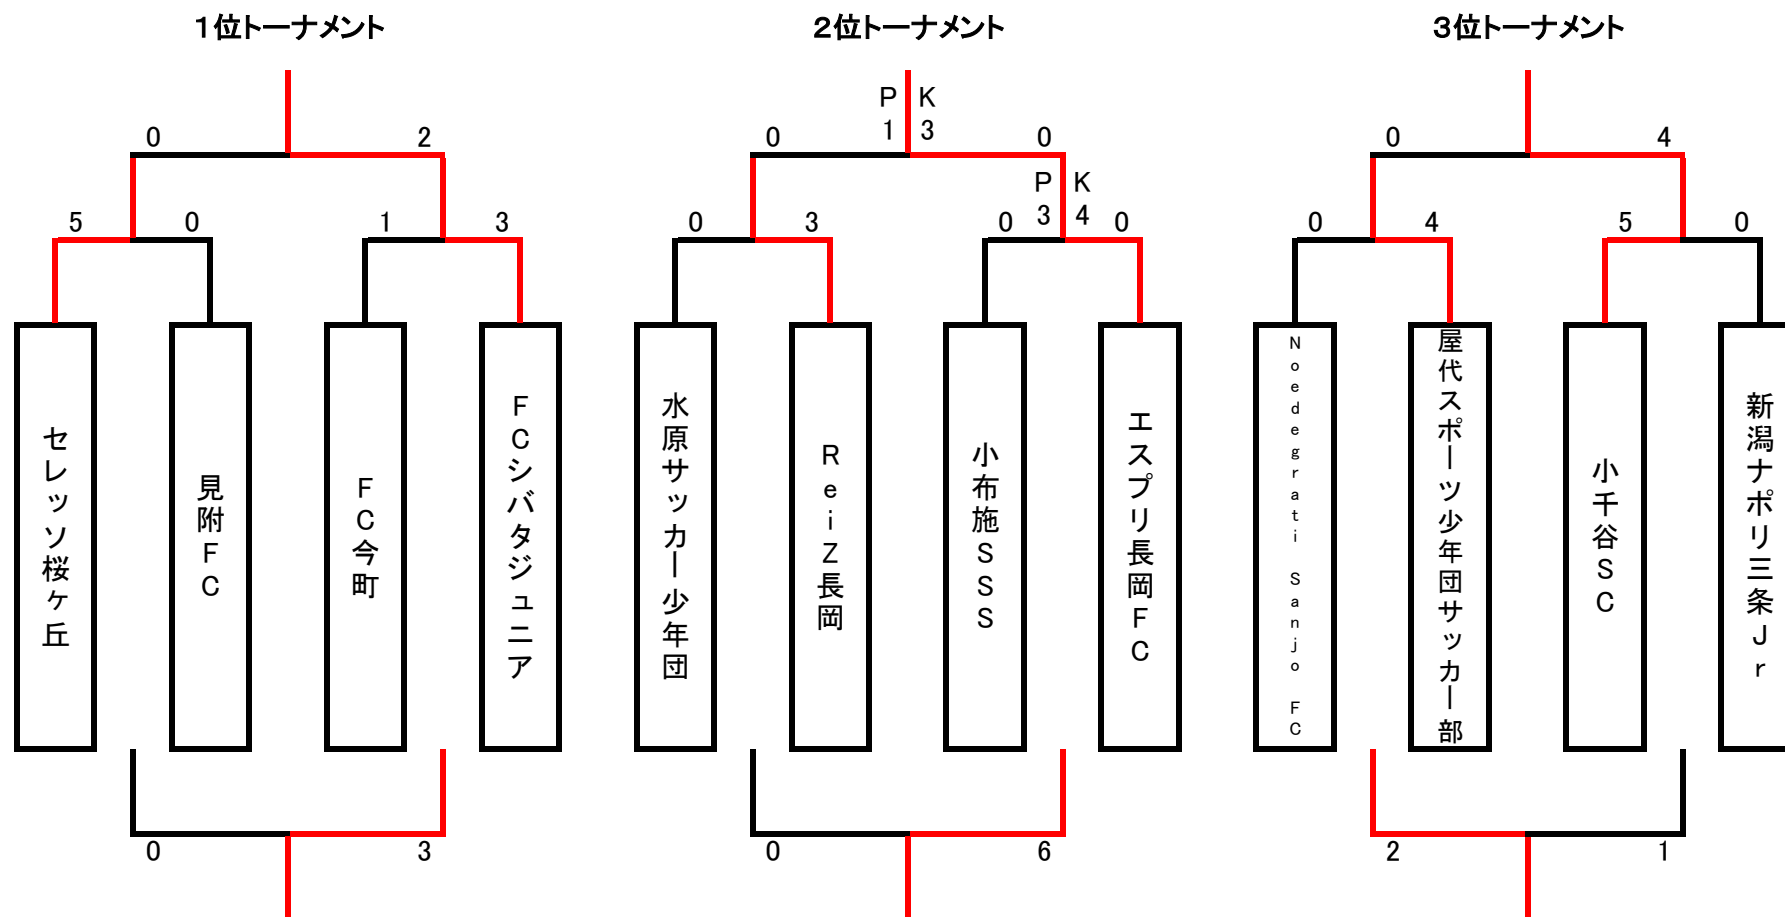 1位トーナメント
2位トーナメント
3位トーナメント
P K
0 2 0 1 3 0 0 4
P K
5 0 1 3 0 3 0 3 4 0 0 4 5 0
セレッソ桜ヶ丘
見附FC
FC今町
FCシバタジュニア
水原サッカー少年団
ReiZ長岡
小布施SSS
エスプリ長岡FC
Noedegrati Sanjo FC
屋代スポーツ少年団サッカー部
小千谷SC
新潟ナポリ三条Jr
0 3 0 6 2 1